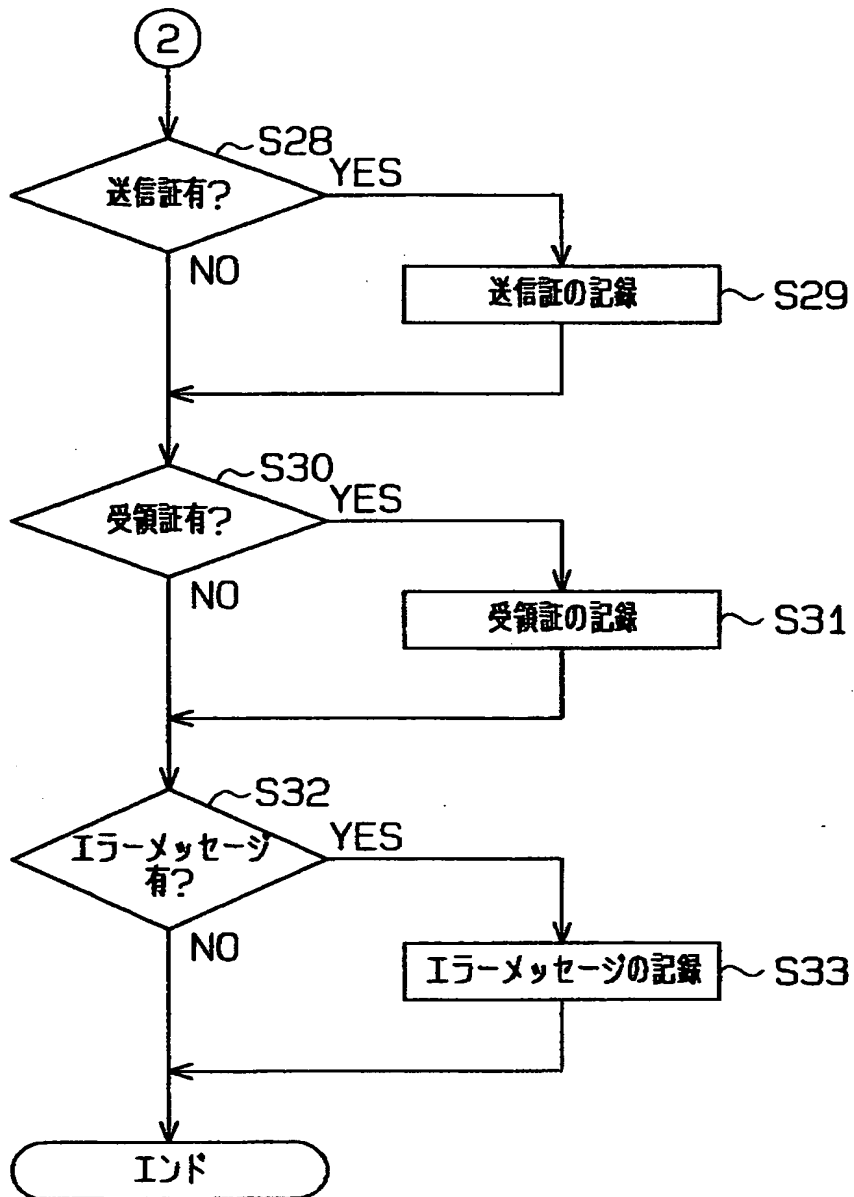 2
S28
送信証有?
YES
NO
送信証の記録
S29
S30
受領証有?
YES
NO
受領証の記録
S31
S32
エラーメッセージ
有?
YES
NO
エラーメッセージの記録
S33
エンド